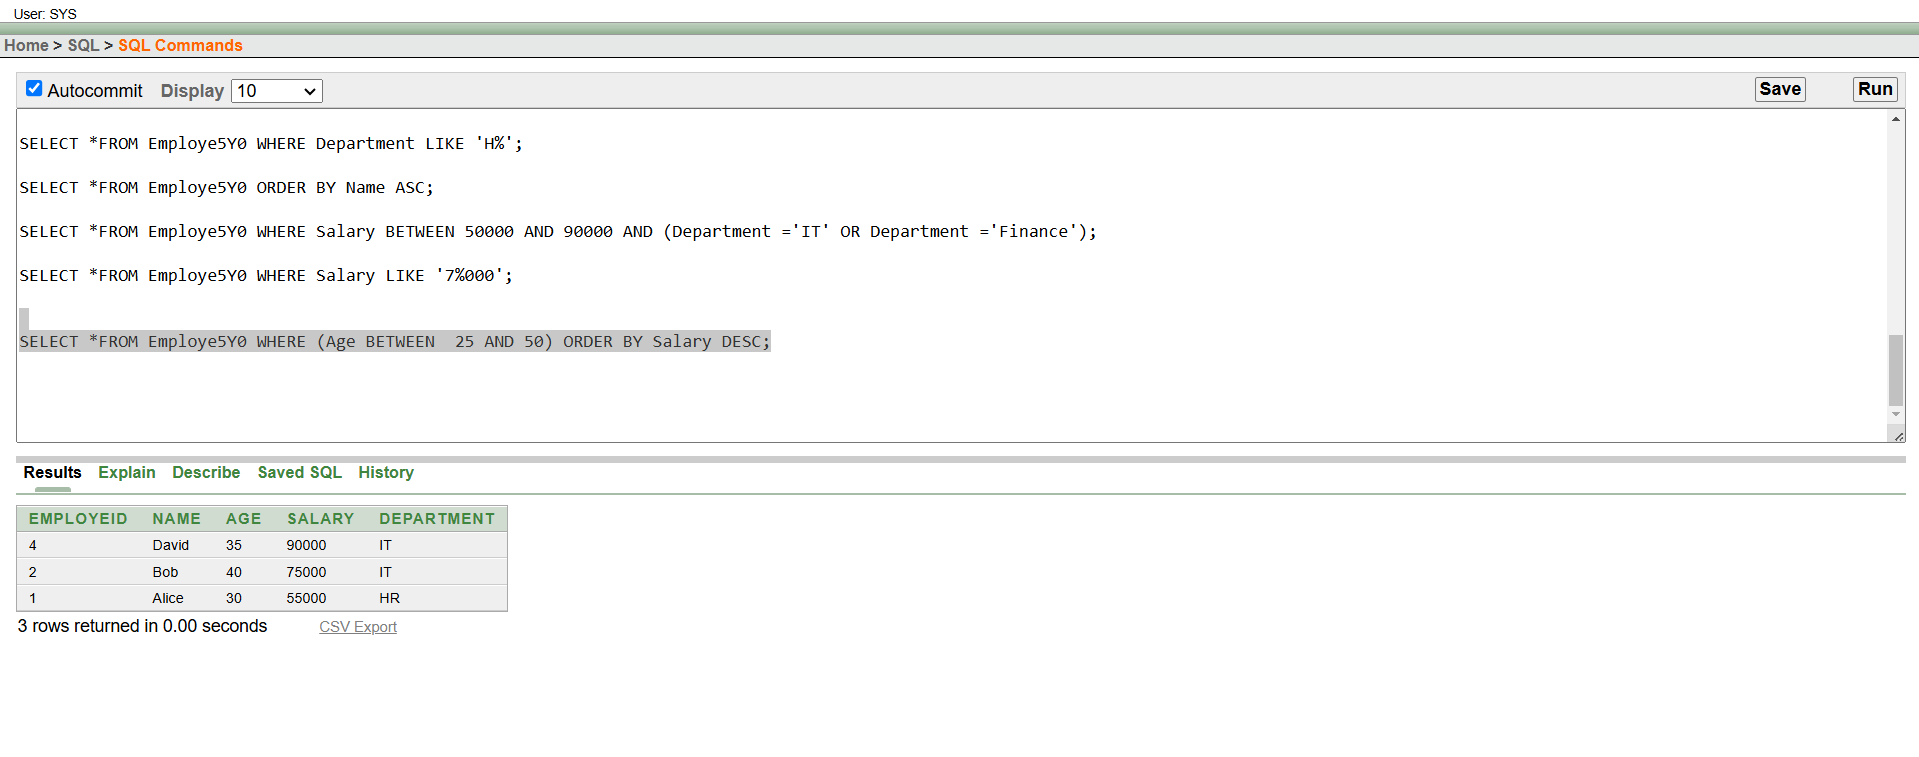 User: SYS
Home > SQL > SQL Commands
Autocommit Display 10 Save Run
SELECT *FROM Employe5Y0 WHERE Department LIKE 'H%';
SELECT *FROM Employe5Y0 ORDER BY Name ASC;
SELECT *FROM Employe5Y0 WHERE Salary BETWEEN 50000 AND 90000 AND (Department ='IT' OR Department ='Finance');
SELECT *FROM Employe5Y0 WHERE Salary LIKE '7%000';
SELECT *FROM Employe5Y0 WHERE (Age BETWEEN  25 AND 50) ORDER BY Salary DESC;
Results Explain Describe Saved SQL History
EMPLOYEID NAME AGE SALARY DEPARTMENT
4 David 35 90000 IT
2 Bob 40 75000 IT
1 Alice 30 55000 HR
3 rows returned in 0.00 seconds CSV Export